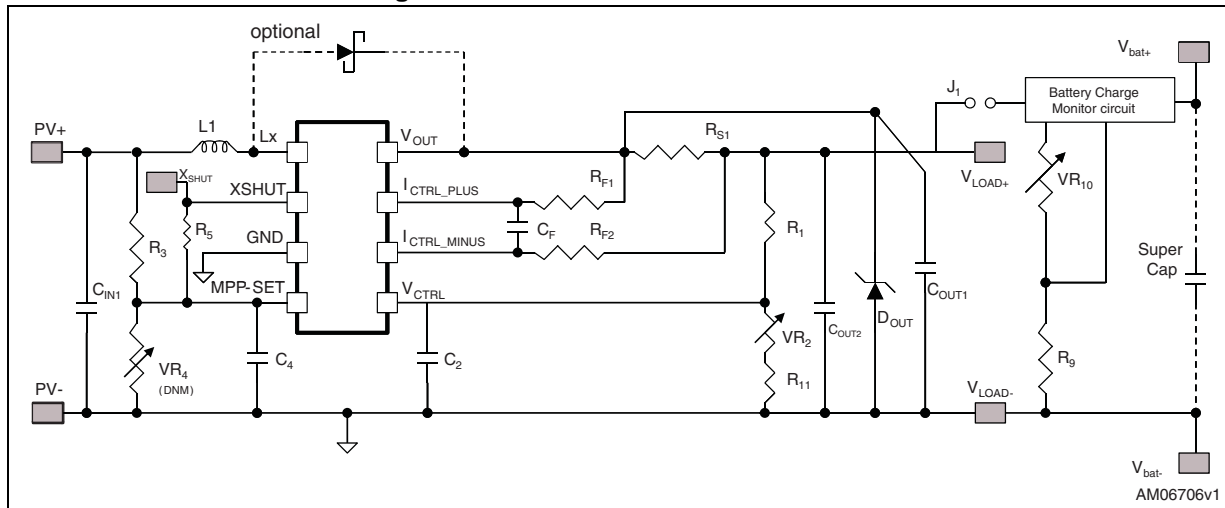 optional
PV+
L1
Lx
VOUT
XSHUT
XSHUT
ICTRL_PLUS
GND
ICTRL_MINUS
MPP-SET
VCTRL
RS1
RF1
CF
RF2
R3
R5
CIN1
VR4
(DNM)
C4
C2
R1
VR2
R11
COUT2
DOUT
COUT1
J1
VLOAD+
Battery Charge
Monitor circuit
Vbat+
VR10
Super
Cap
R9
PV-
VLOAD-
Vbat-
AM06706v1